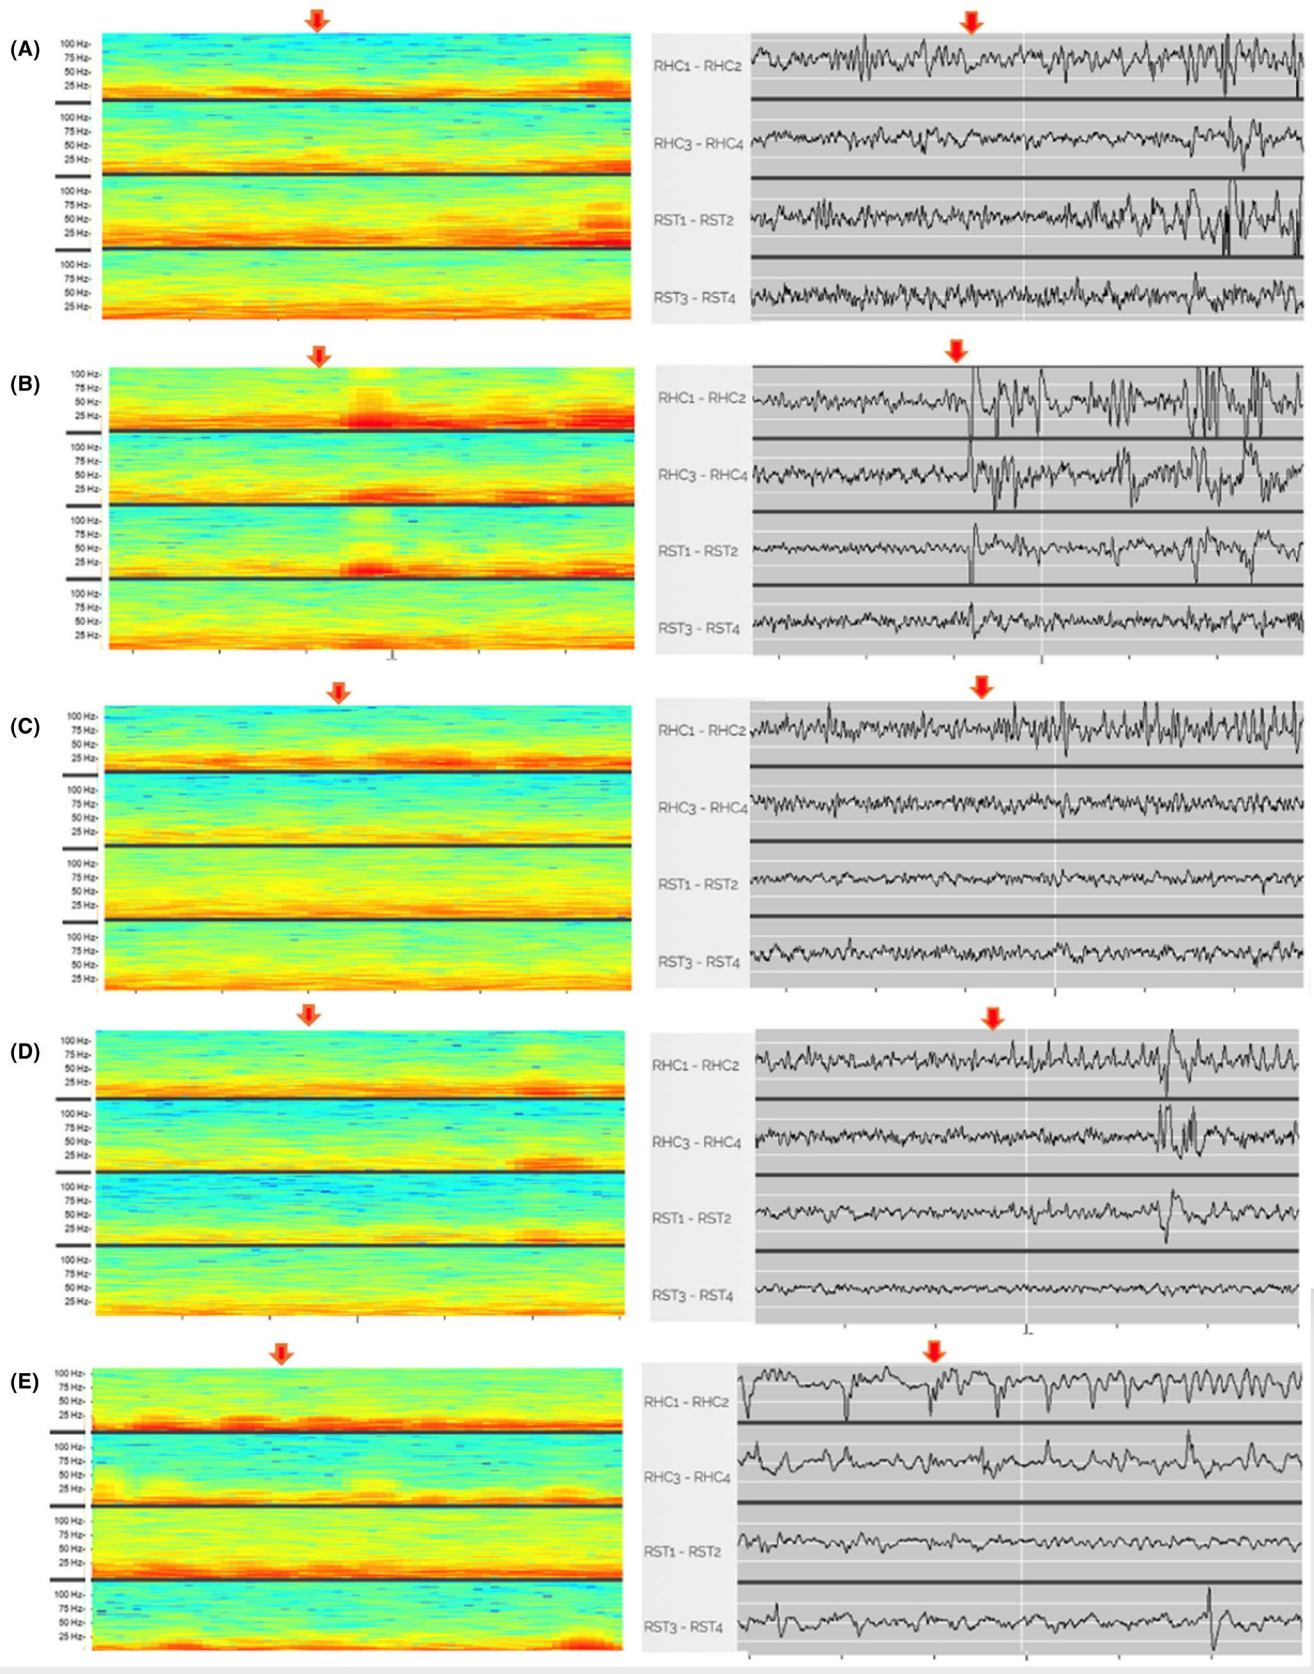 (A)
100 Hz-
75 Hz-
50 Hz-
25 Hz-
100 Hz-
75 Hz-
50 Hz-
25 Hz-
100 Hz-
75 Hz-
50 Hz-
25 Hz-
100 Hz-
75 Hz-
50 Hz-
25 Hz-
RHC1 - RHC2
RHC3 - RHC4
RST1 - RST2
RST3 - RST4
(B)
100 Hz-
75 Hz-
50 Hz-
25 Hz-
100 Hz-
75 Hz-
50 Hz-
25 Hz-
100 Hz-
75 Hz-
50 Hz-
25 Hz-
100 Hz-
75 Hz-
50 Hz-
25 Hz-
RHC1 - RHC2
RHC3 - RHC4
RST1 - RST2
RST3 - RST4
(C)
100 Hz-
75 Hz-
50 Hz-
25 Hz-
100 Hz-
75 Hz-
50 Hz-
25 Hz-
100 Hz-
75 Hz-
50 Hz-
25 Hz-
100 Hz-
75 Hz-
50 Hz-
25 Hz-
RHC1 - RHC2
RHC3 - RHC4
RST1 - RST2
RST3 - RST4
(D)
100 Hz-
75 Hz-
50 Hz-
25 Hz-
100 Hz-
75 Hz-
50 Hz-
25 Hz-
100 Hz-
75 Hz-
50 Hz-
25 Hz-
100 Hz-
75 Hz-
50 Hz-
25 Hz-
RHC1 - RHC2
RHC3 - RHC4
RST1 - RST2
RST3 - RST4
(E)
100 Hz-
75 Hz-
50 Hz-
25 Hz-
100 Hz-
75 Hz-
50 Hz-
25 Hz-
100 Hz-
75 Hz-
50 Hz-
25 Hz-
100 Hz-
75 Hz-
50 Hz-
25 Hz-
RHC1 - RHC2
RHC3 - RHC4
RST1 - RST2
RST3 - RST4